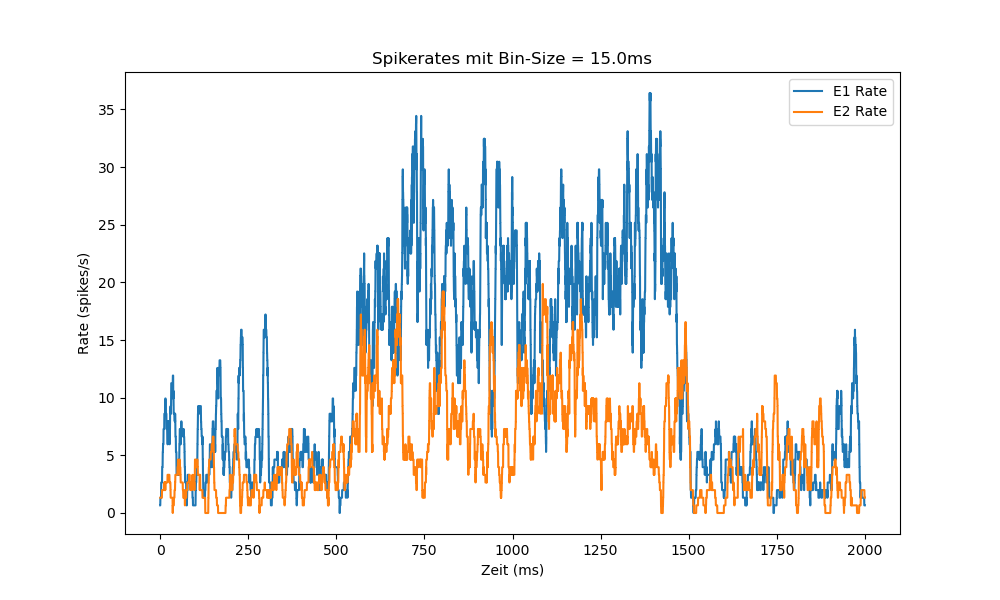 Spikerates mit Bin-Size = 15.0ms
E1 Rate
E2 Rate
35
30
25
20
15
10
5
0
Rate (spikes/s)
0 250 500 750 1000 1250 1500 1750 2000
Zeit (ms)